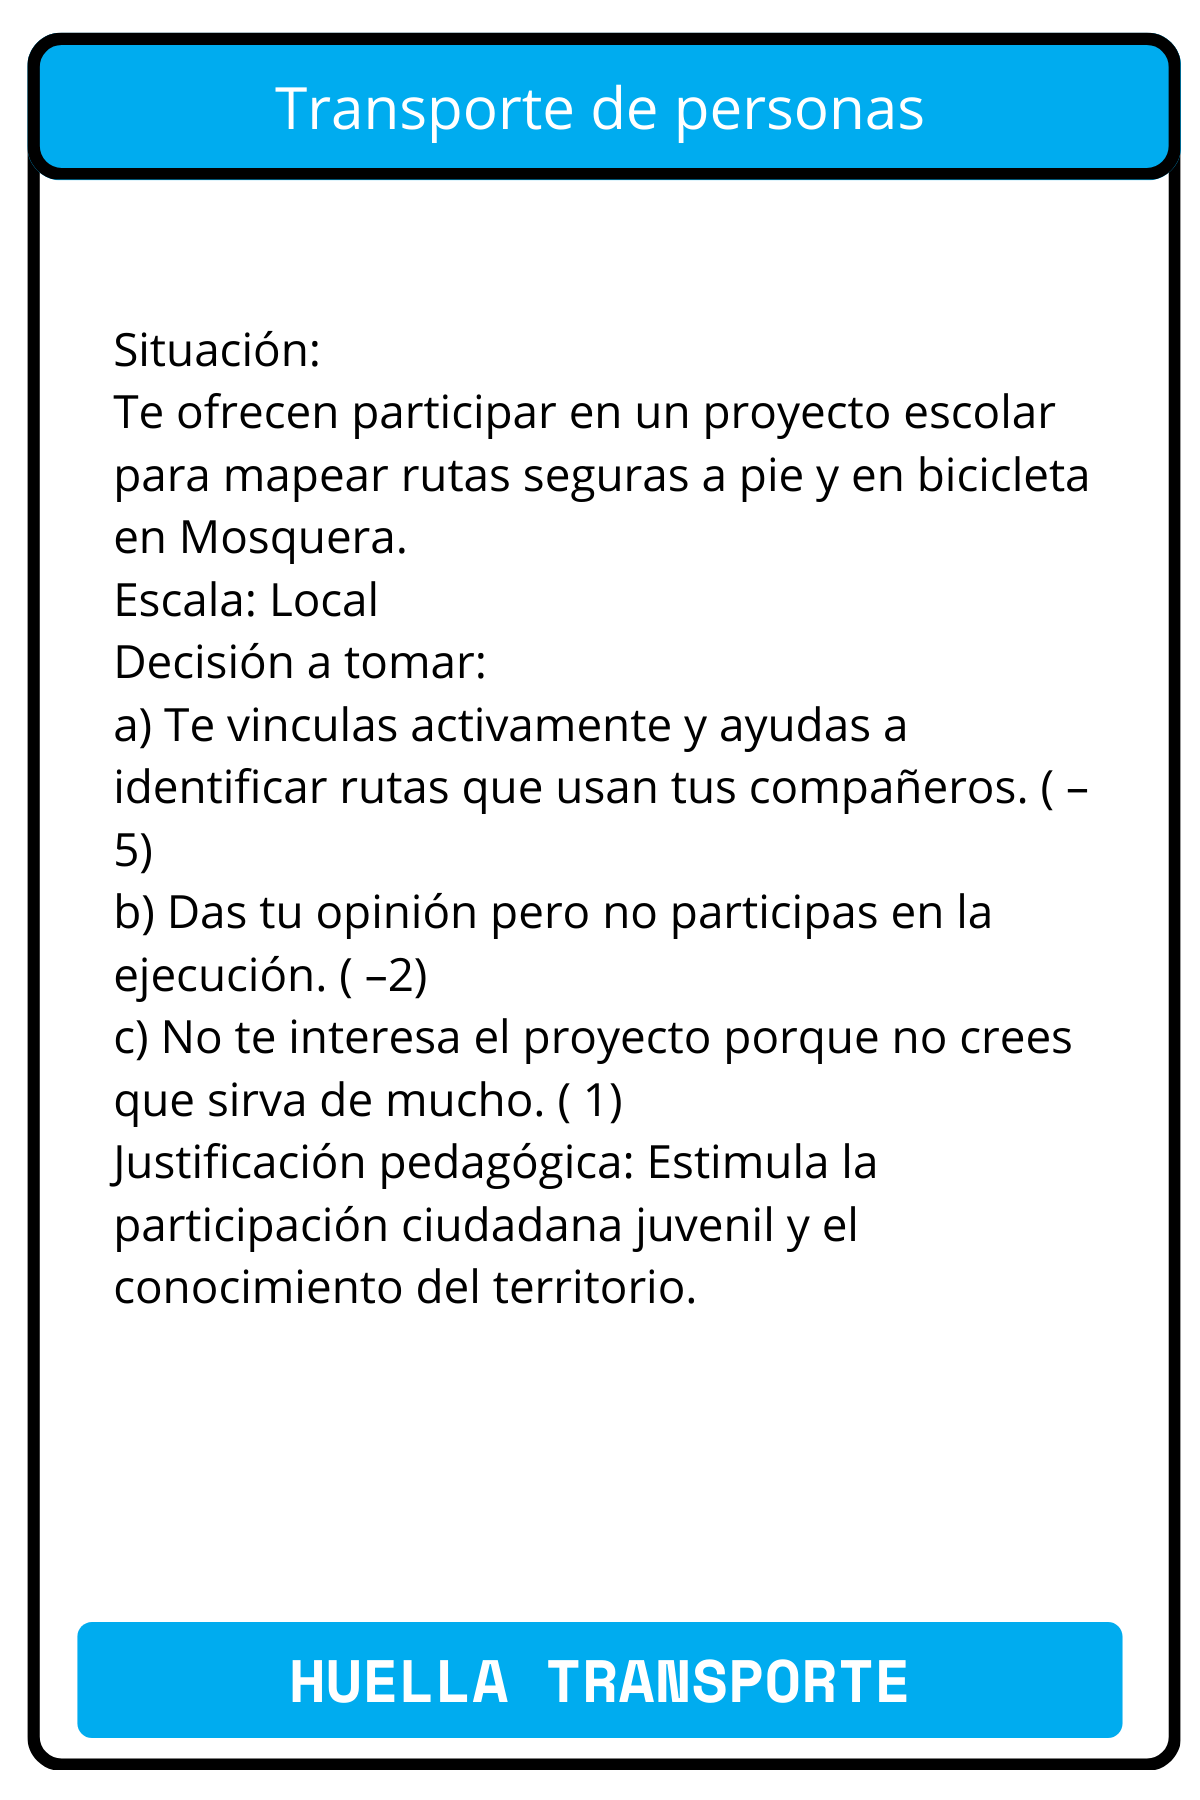 Transporte de personas
Situación:
Te ofrecen participar en un proyecto escolar
para mapear rutas seguras a pie y en bicicleta
en Mosquera.
Escala: Local
Decisión a tomar:
a) Te vinculas activamente y ayudas a
identificar rutas que usan tus compañeros. ( –
5)
b) Das tu opinión pero no participas en la
ejecución. ( –2)
c) No te interesa el proyecto porque no crees
que sirva de mucho. ( 1)
Justificación pedagógica: Estimula la
participación ciudadana juvenil y el
conocimiento del territorio.
HUELLA TRANSPORTE